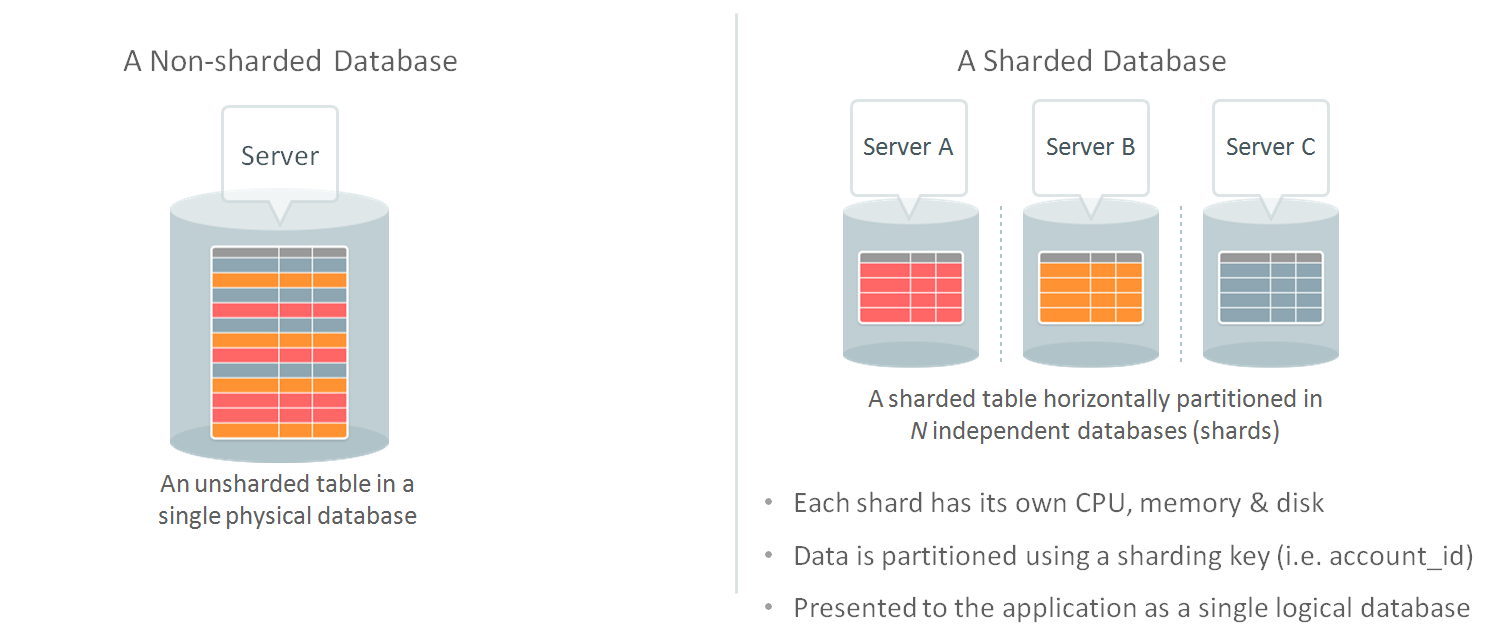 A Non-sharded Database
Server
An unsharded table in a
single physical database
A Sharded Database
Server A
Server B
Server C
A sharded table horizontally partitioned in
N independent databases (shards)
• Each shard has its own CPU, memory & disk
• Data is partitioned using a sharding key (i.e. account_id)
• Presented to the application as a single logical database